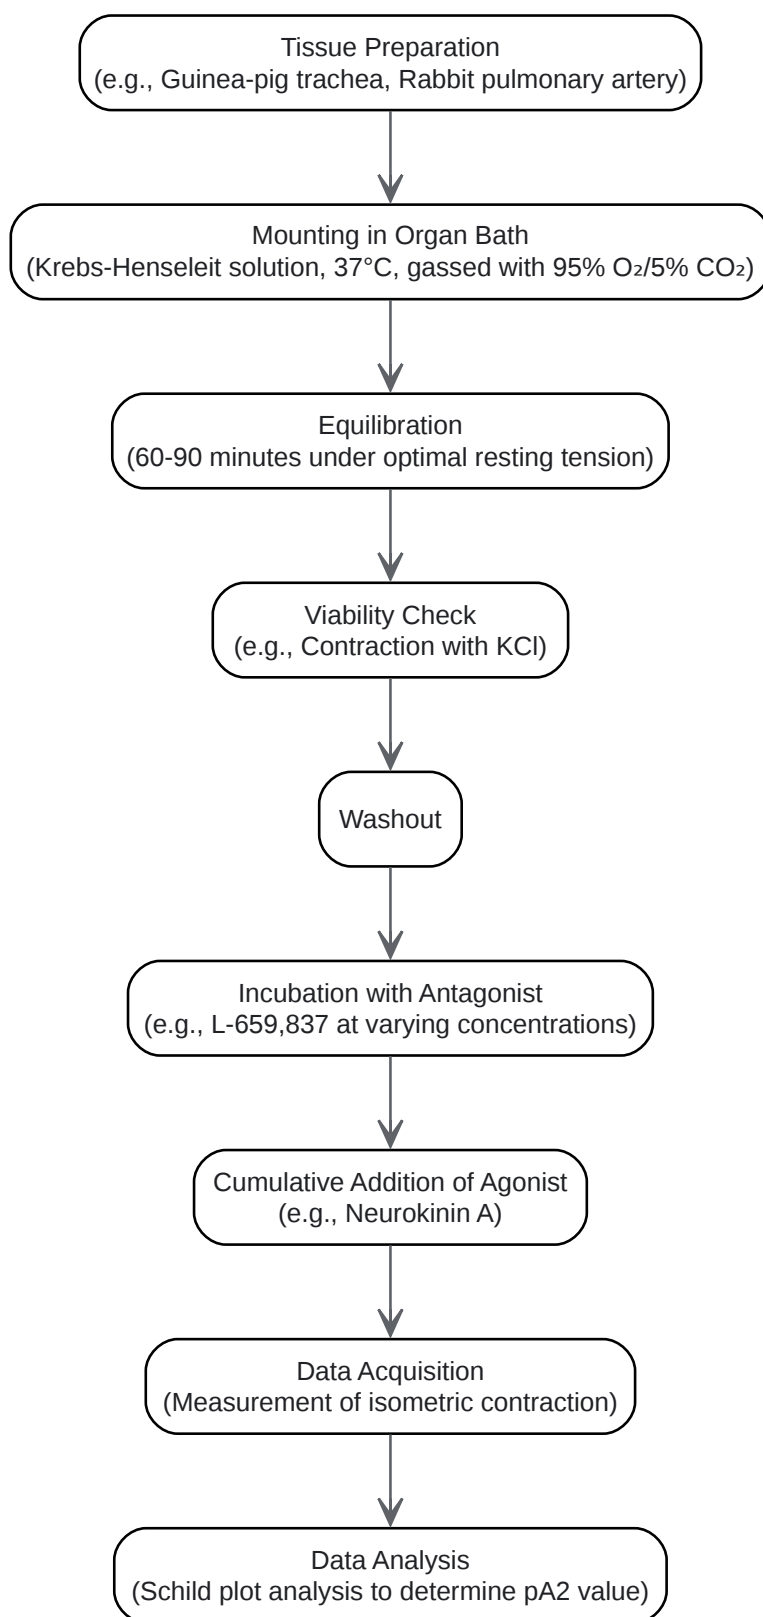 Tissue Preparation
(e.g., Guinea-pig trachea, Rabbit pulmonary artery)
Mounting in Organ Bath
(Krebs-Henseleit solution, 37°C, gassed with 95% O₂/5% CO₂)
Equilibration
(60-90 minutes under optimal resting tension)
Viability Check
(e.g., Contraction with KCl)
Washout
Incubation with Antagonist
(e.g., L-659,837 at varying concentrations)
Cumulative Addition of Agonist
(e.g., Neurokinin A)
Data Acquisition
(Measurement of isometric contraction)
Data Analysis
(Schild plot analysis to determine pA2 value)